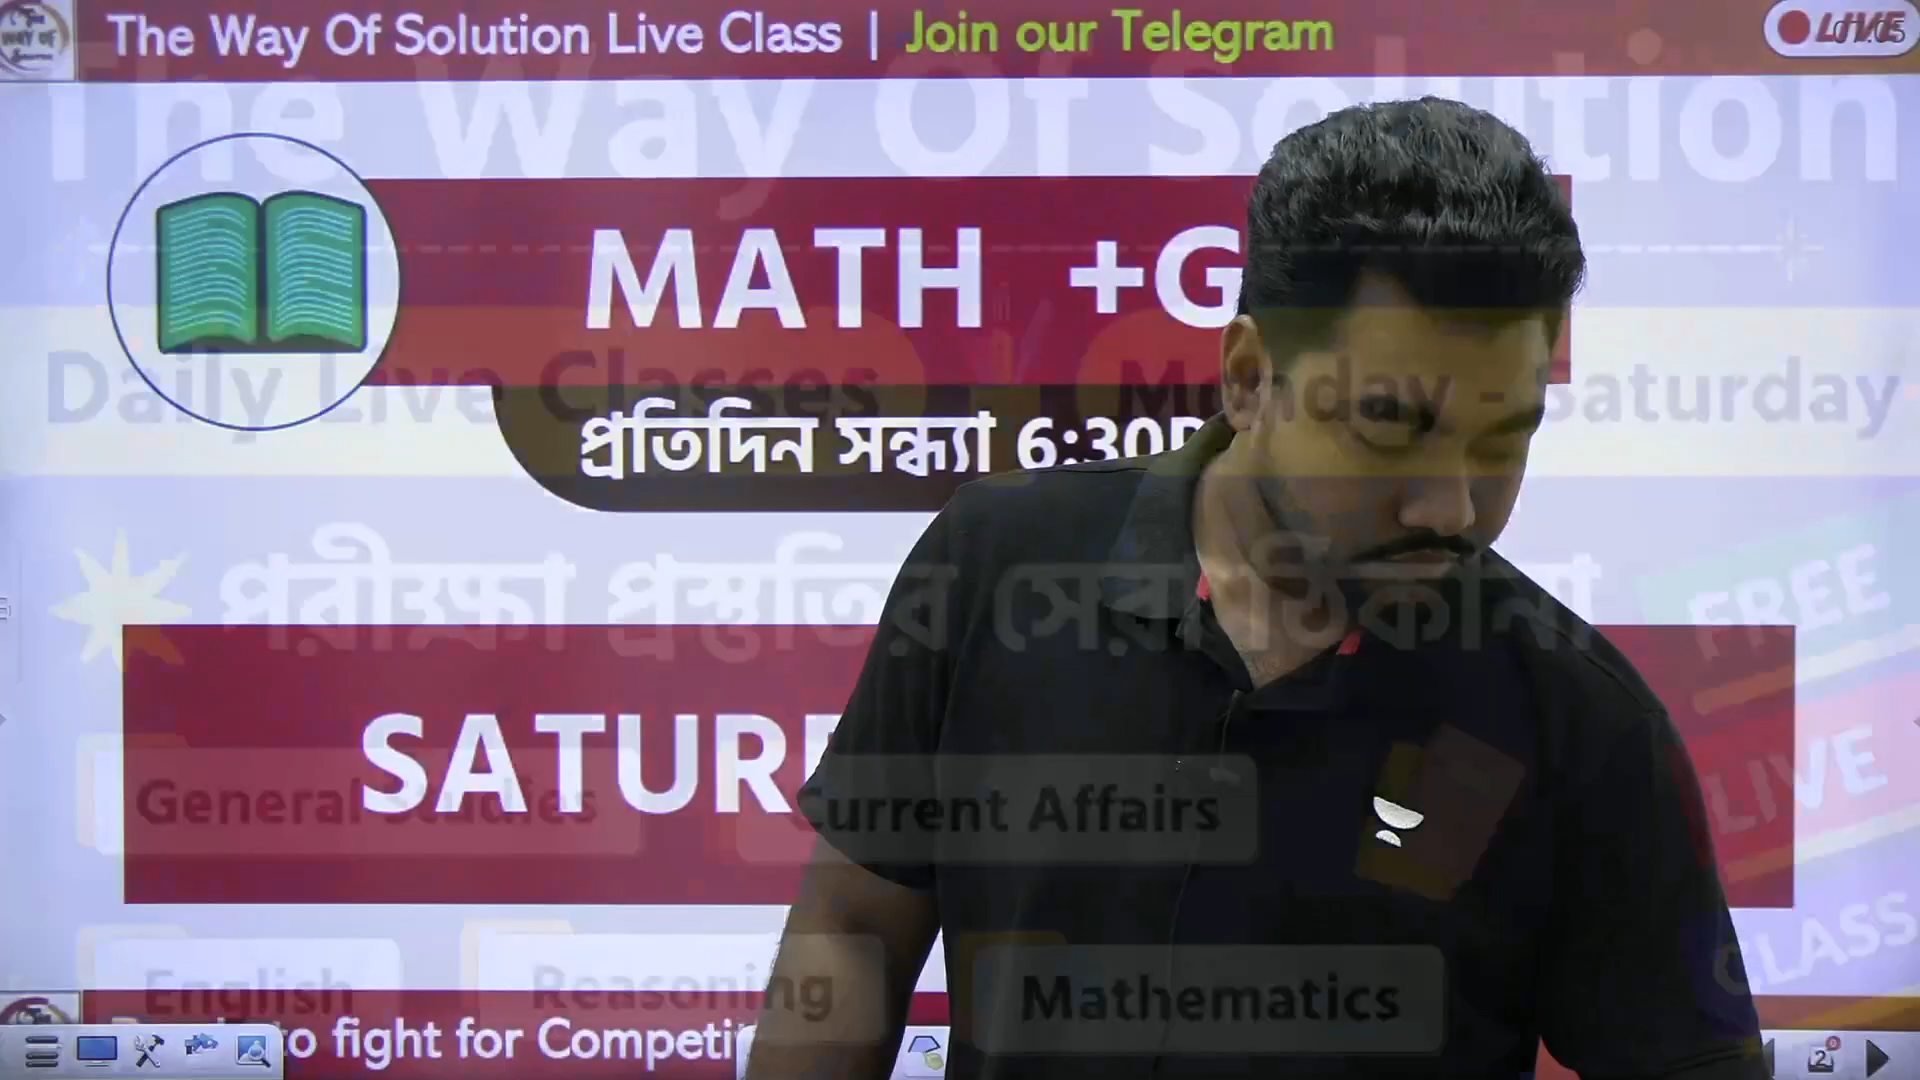 The Way Of Solution Live Class | Join our Telegram
LIVE
The Way Of Solution
MATH +G
Daily Live Classes
Monday - Saturday
প্রতিদিন সন্ধ্যা 6:30
পরীক্ষা প্রস্তুতির সেরা ঠিকানা
FREE
LIVE
CLASS
SATUR
General Studies
Current Affairs
English
Reasoning
Mathematics
to fight for Competi
2